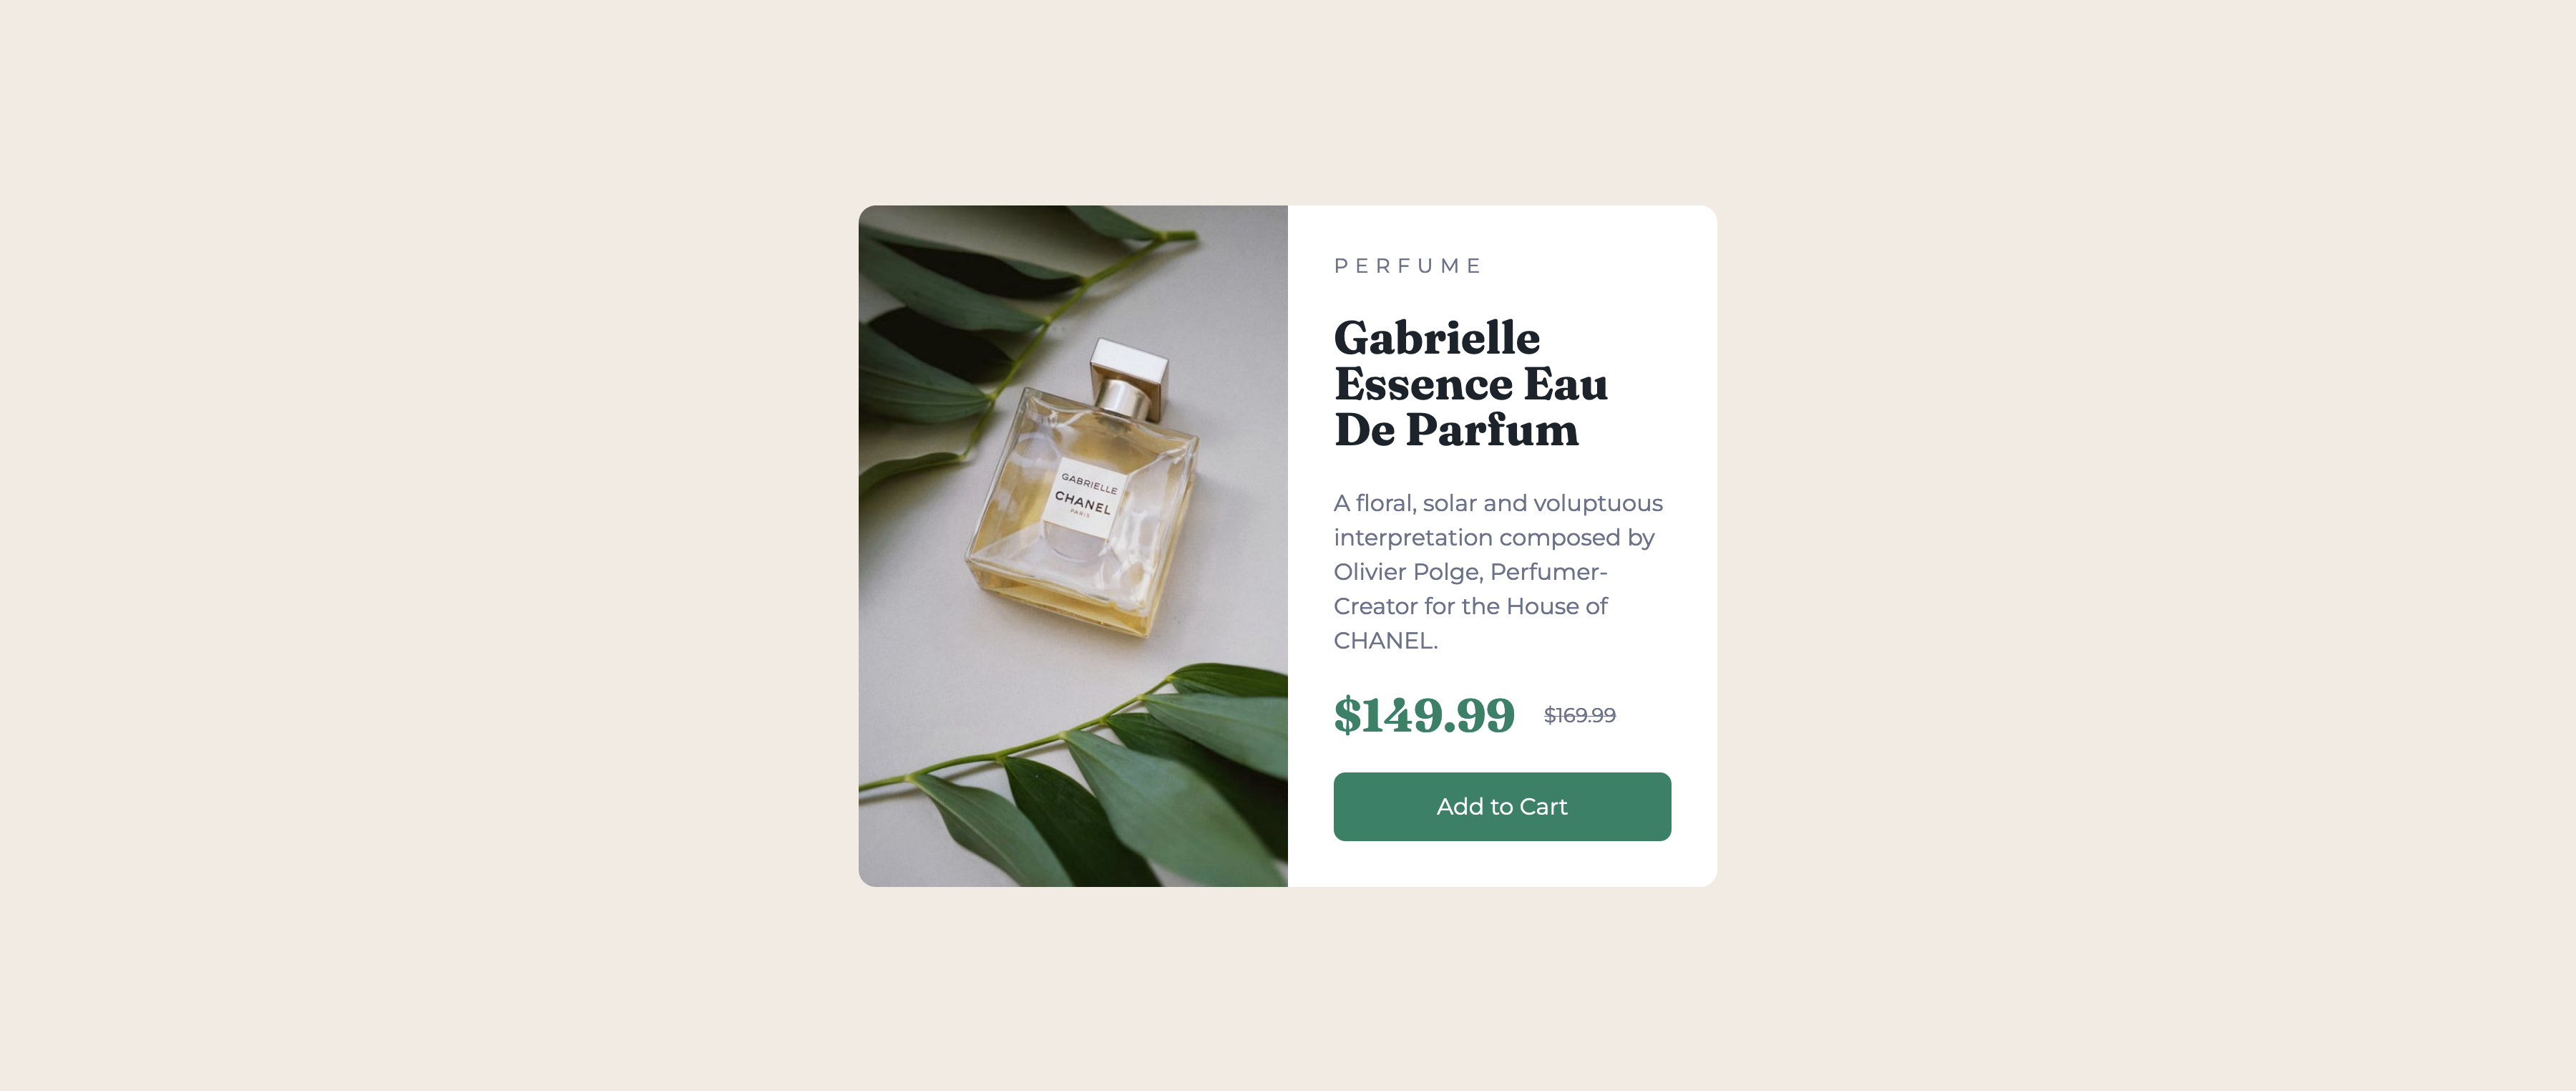 GABRIELLE
CHANEL
PARIS
PERFUME
Gabrielle
Essence Eau
De Parfum
A floral, solar and voluptuous
interpretation composed by
Olivier Polge, Perfumer-
Creator for the House of
CHANEL.
$149.99 $169.99
Add to Cart